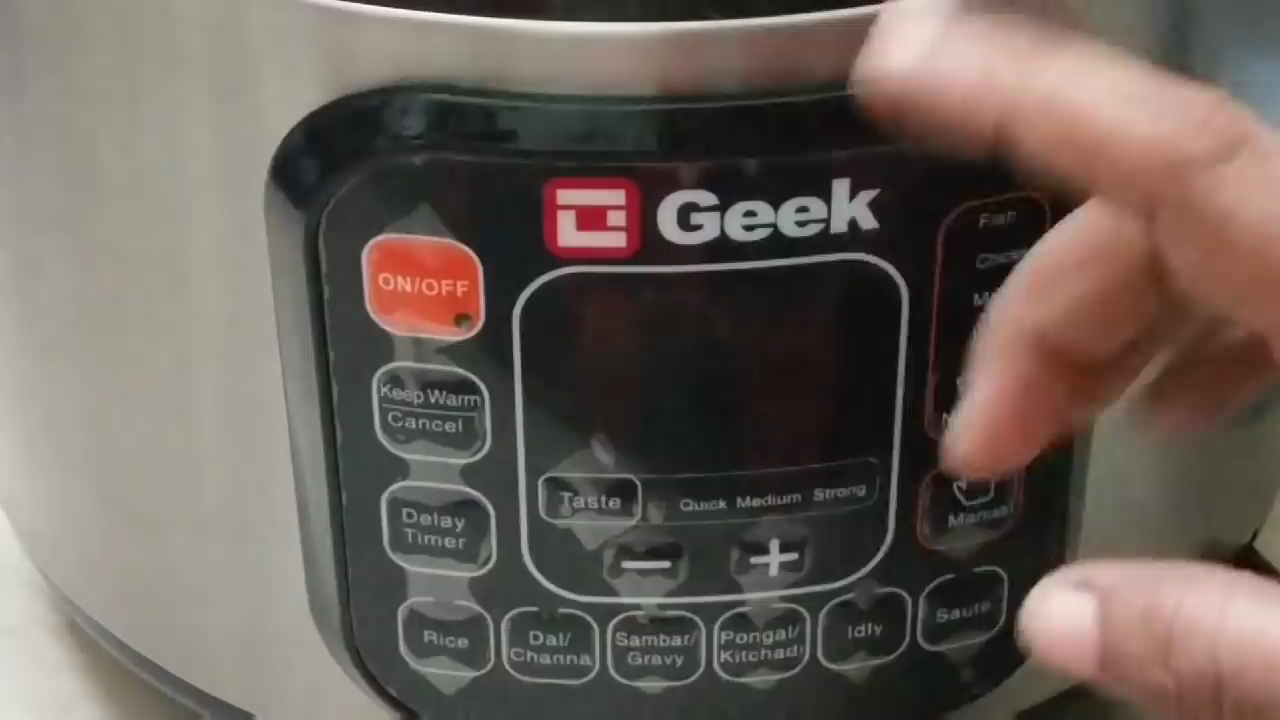 Geek
ON/OFF
Keep Warm
Cancel
Delay
Timer
Taste
Quick Medium Strong
− +
Manual
Rice
Dal/
Channa
Sambar/
Gravy
Pongal/
Kitchadi
Idly
Saute